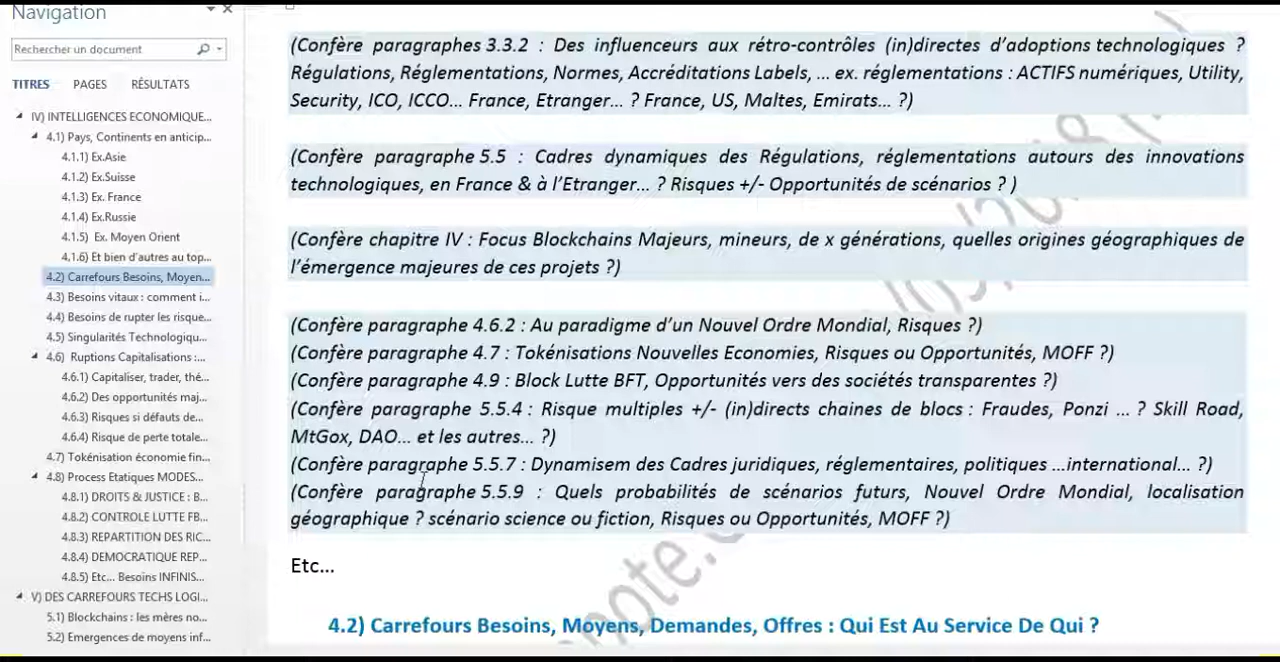 Navigation
Rechercher un document
TITRES PAGES RÉSULTATS
IV) INTELLIGENCES ECONOMIQUE...
4.1) Pays, Continents en anticip...
4.1.1) Ex.Asie
4.1.2) Ex.Suisse
4.1.3) Ex. France
4.1.4) Ex.Russie
4.1.5) Ex. Moyen Orient
4.1.6) Et bien d'autres au top...
4.2) Carrefours Besoins, Moyen...
4.3) Besoins vitaux : comment i...
4.4) Besoins de rupter les risque...
4.5) Singularités Technologiqu...
4.6) Ruptions Capitalisations :...
4.6.1) Capitaliser, trader, thé...
4.6.2) Des opportunités maj...
4.6.3) Risques si défauts de...
4.6.4) Risque de perte totale...
4.7) Tokénisation économie fin...
4.8) Process Etatiques MODES...
4.8.1) DROITS & JUSTICE : B...
4.8.2) CONTROLE LUTTE FB...
4.8.3) REPARTITION DES RIC...
4.8.4) DEMOCRATIQUE REP...
4.8.5) Etc... Besoins INFINIS...
V) DES CARREFOURS TECHS LOGI...
5.1) Blockchains : les mères no...
5.2) Emergences de moyens inf...
(Confère paragraphes 3.3.2 : Des influenceurs aux rétro-contrôles (in)directes d'adoptions technologiques ?
Régulations, Réglementations, Normes, Accréditations Labels, ... ex. réglementations : ACTIFS numériques, Utility,
Security, ICO, ICCO... France, Etranger... ? France, US, Maltes, Emirats... ?)
(Confère paragraphe 5.5 : Cadres dynamiques des Régulations, réglementations autours des innovations
technologiques, en France & à l'Etranger... ? Risques +/- Opportunités de scénarios ? )
(Confère chapitre IV : Focus Blockchains Majeurs, mineurs, de x générations, quelles origines géographiques de
l'émergence majeures de ces projets ?)
(Confère paragraphe 4.6.2 : Au paradigme d'un Nouvel Ordre Mondial, Risques ?)
(Confère paragraphe 4.7 : Tokénisations Nouvelles Economies, Risques ou Opportunités, MOFF ?)
(Confère paragraphe 4.9 : Block Lutte BFT, Opportunités vers des sociétés transparentes ?)
(Confère paragraphe 5.5.4 : Risque multiples +/- (in)directs chaines de blocs : Fraudes, Ponzi ... ? Skill Road,
MtGox, DAO... et les autres... ?)
(Confère paragraphe 5.5.7 : Dynamisem des Cadres juridiques, réglementaires, politiques ...international... ?)
(Confère paragraphe 5.5.9 : Quels probabilités de scénarios futurs, Nouvel Ordre Mondial, localisation
géographique ? scénario science ou fiction, Risques ou Opportunités, MOFF ?)
Etc...
4.2) Carrefours Besoins, Moyens, Demandes, Offres : Qui Est Au Service De Qui ?